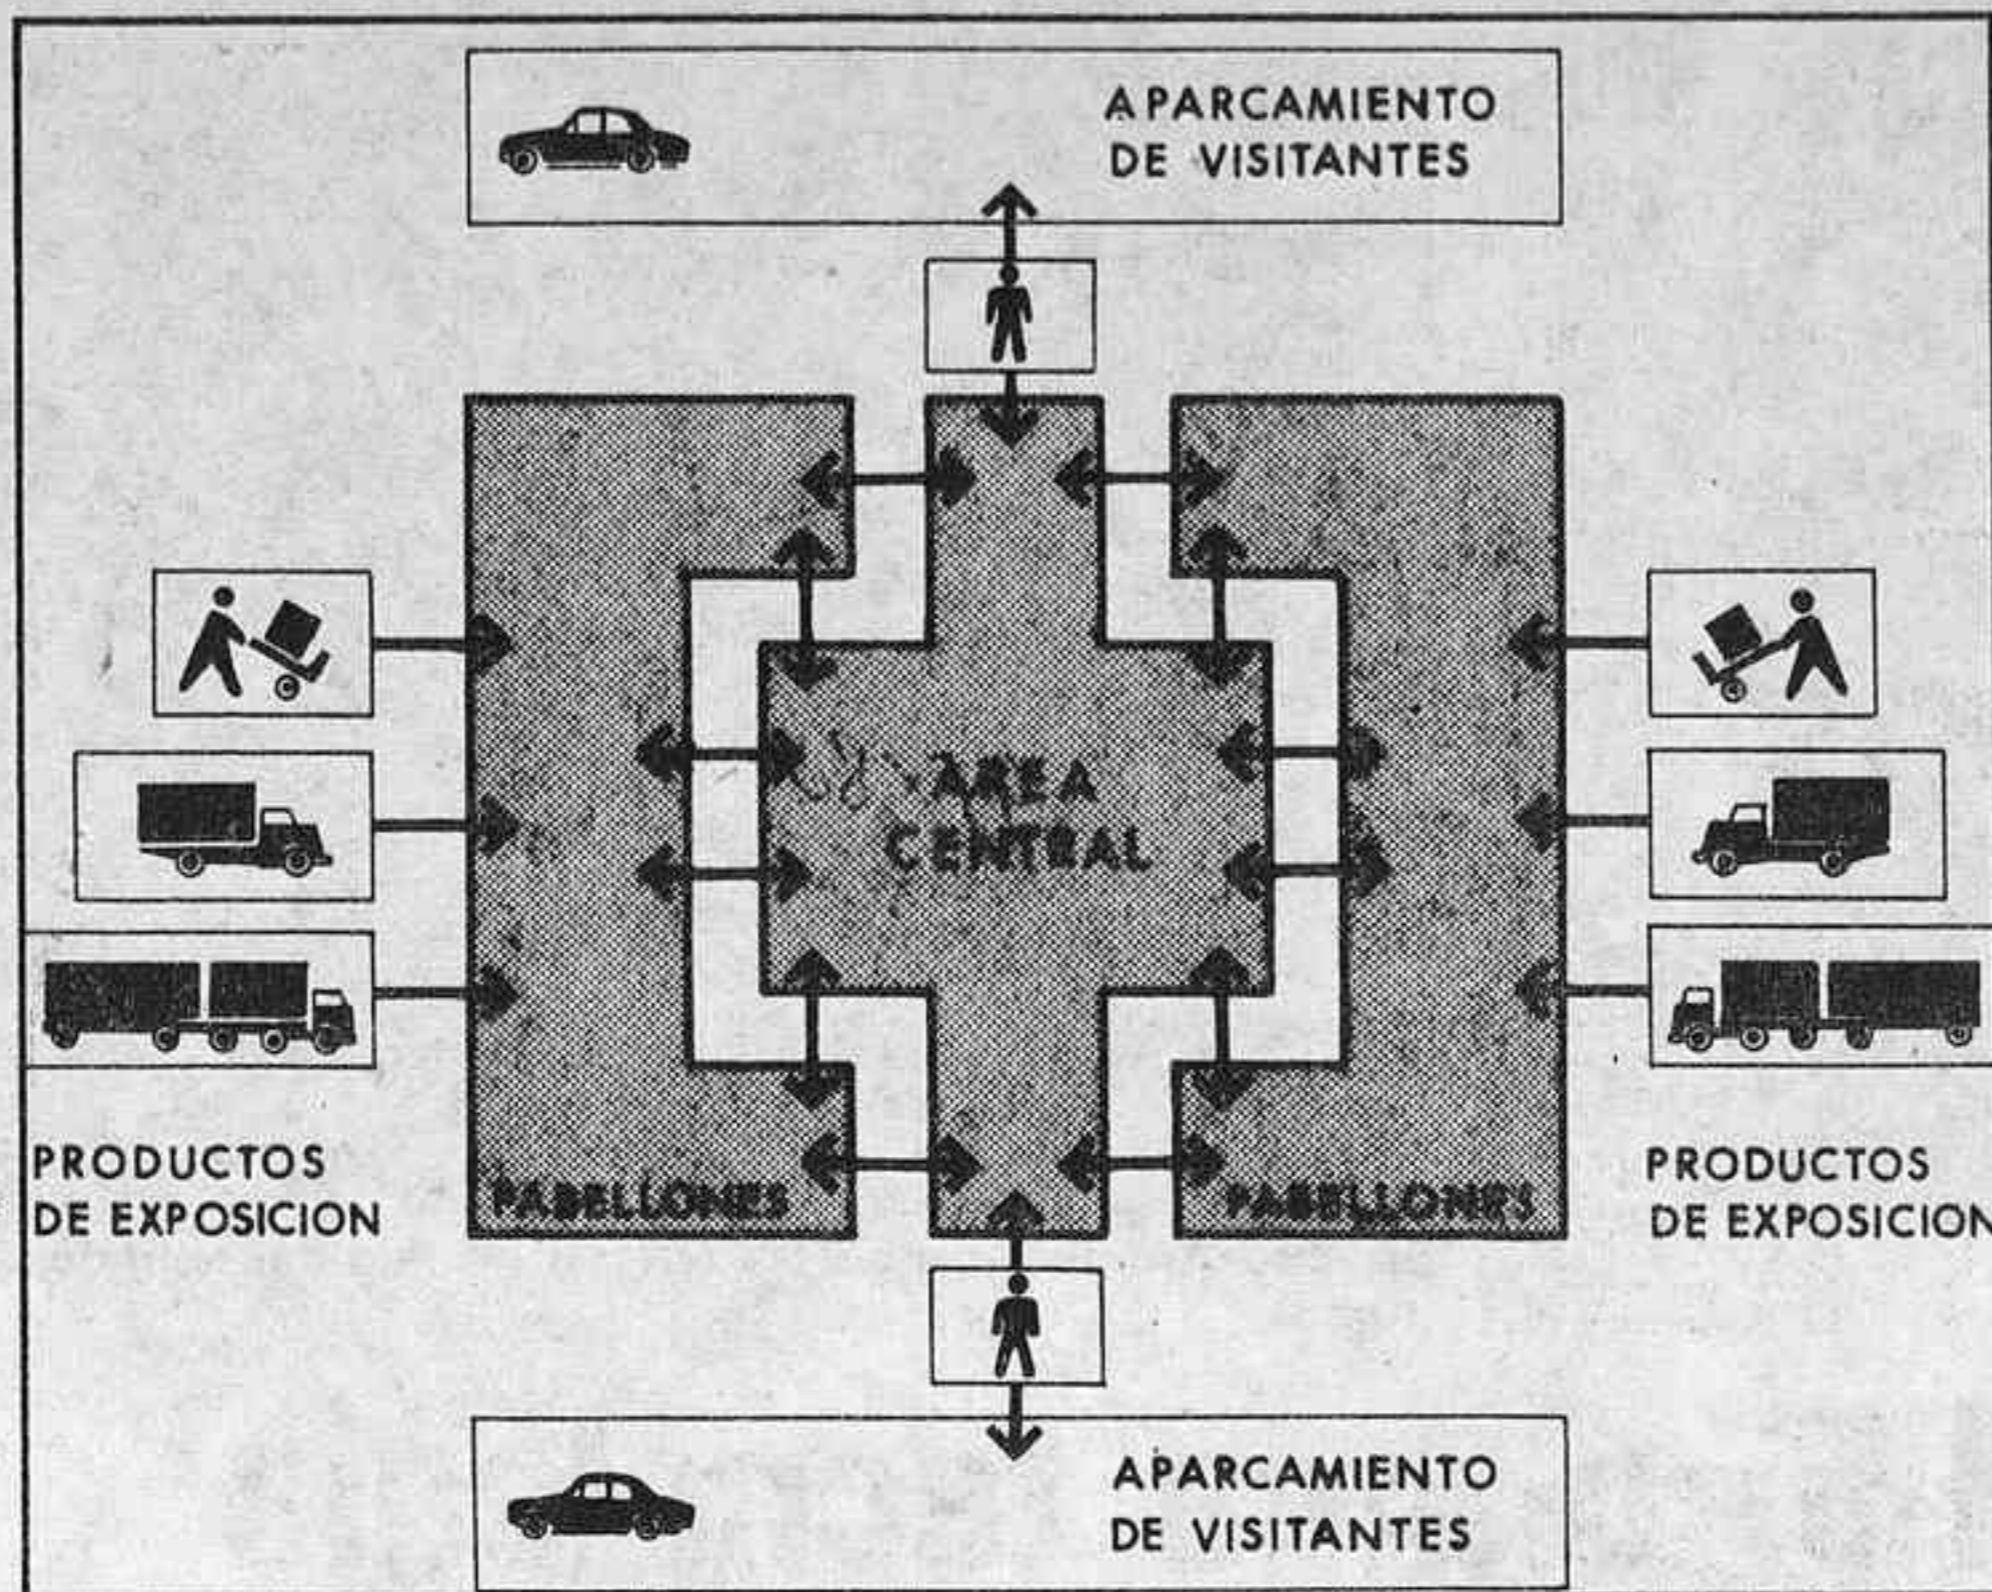 APARCAMIENTO
DE VISITANTES
AREA
CENTRAL
PRODUCTOS
DE EXPOSICION
PABELLONES
PABELLONES
PRODUCTOS
DE EXPOSICION
APARCAMIENTO
DE VISITANTES